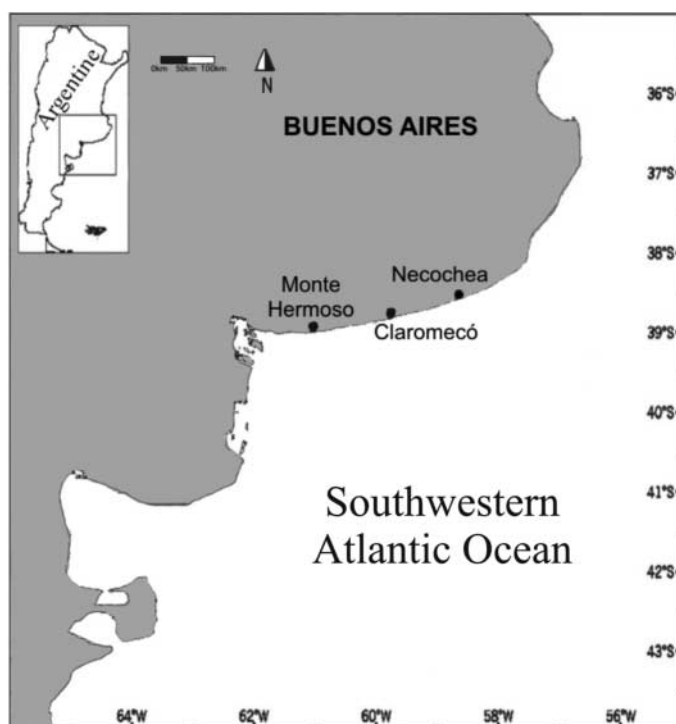 Argentine
0km 50km 100km
N
BUENOS AIRES
36°S
37°S
38°S
Necochea
Monte
Hermoso
Claromecó
39°S
40°S
41°S
Southwestern
Atlantic Ocean
42°S
43°S
64°W 62°W 60°W 58°W 56°W